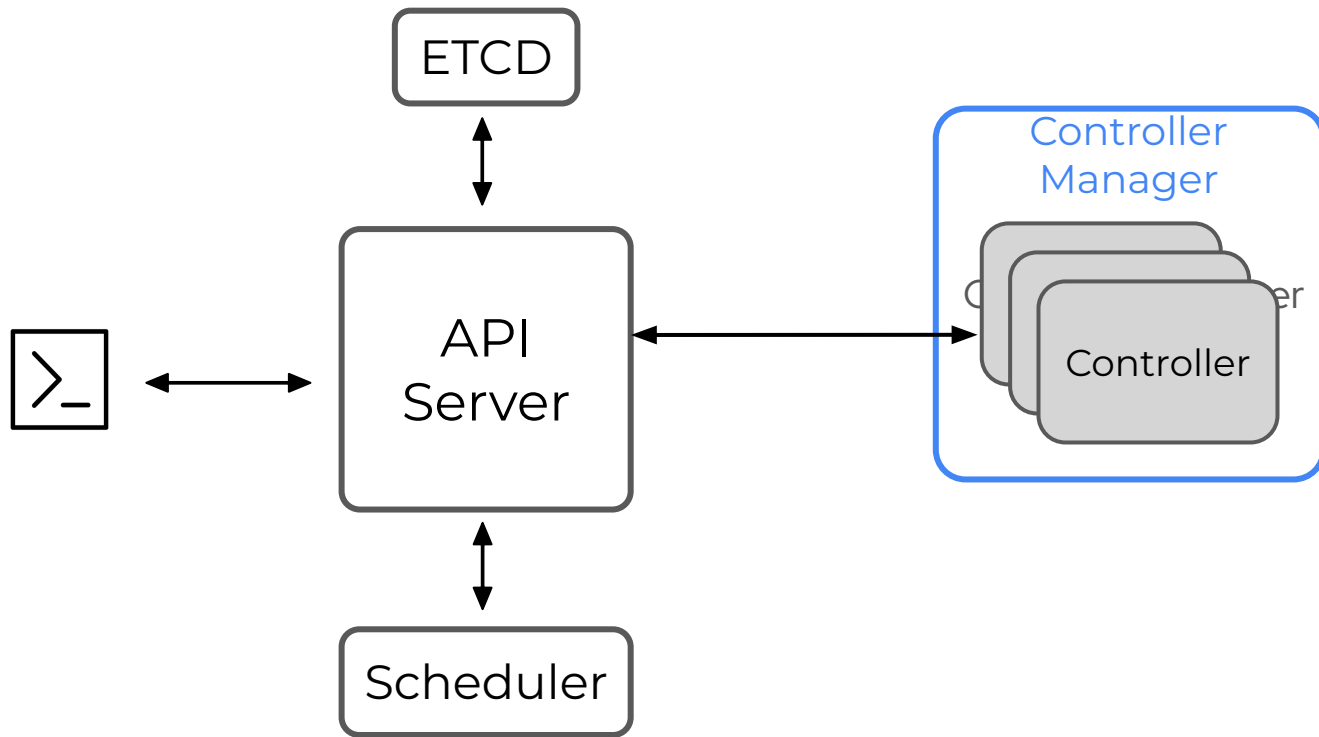 ETCD
Controller
Manager
API
Server
Controller
Scheduler